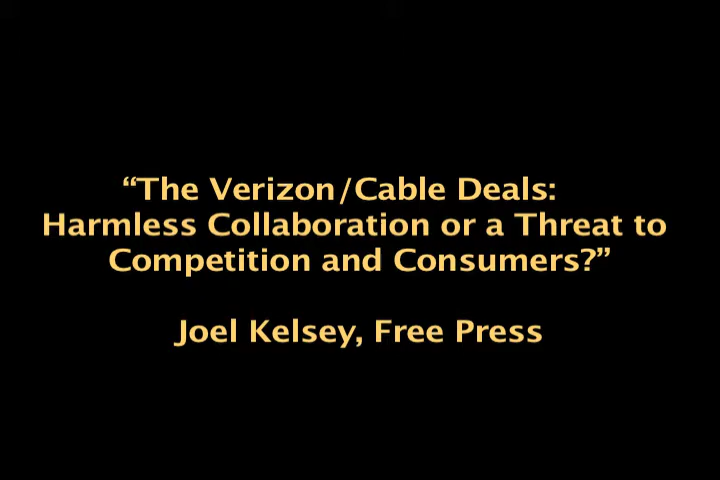 “The Verizon/Cable Deals:
Harmless Collaboration or a Threat to
Competition and Consumers?”
Joel Kelsey, Free Press